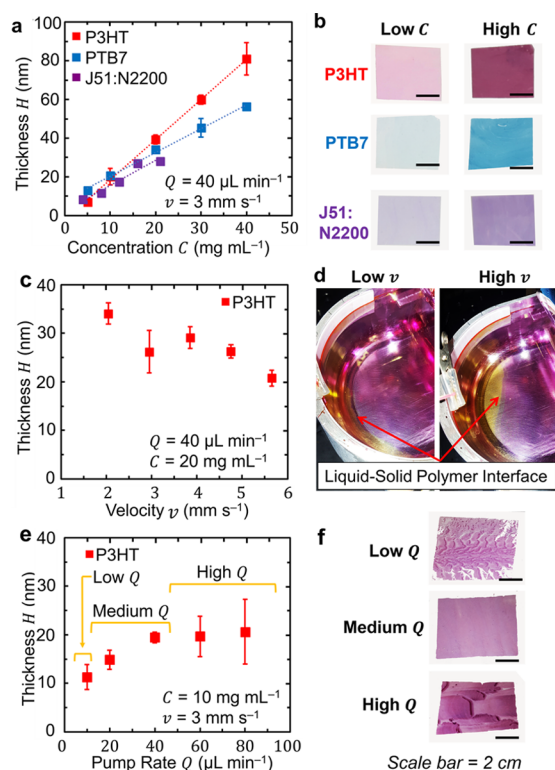 a
P3HT
PTB7
J51:N2200
Thickness H (nm)
100
80
60
40
20
0
Q = 40 µL min⁻¹
v = 3 mm s⁻¹
0 10 20 30 40 50
Concentration C (mg mL⁻¹)
b
Low C High C
P3HT
PTB7
J51:
N2200
c
P3HT
Thickness H (nm)
40
30
20
10
0
Q = 40 µL min⁻¹
C = 20 mg mL⁻¹
1 2 3 4 5 6
Velocity v (mm s⁻¹)
d
Low v High v
Liquid-Solid Polymer Interface
e
P3HT
Low Q
Medium Q
High Q
Thickness H (nm)
40
30
20
10
0
C = 10 mg mL⁻¹
v = 3 mm s⁻¹
0 20 40 60 80 100
Pump Rate Q (µL min⁻¹)
f
Low Q
Medium Q
High Q
Scale bar = 2 cm